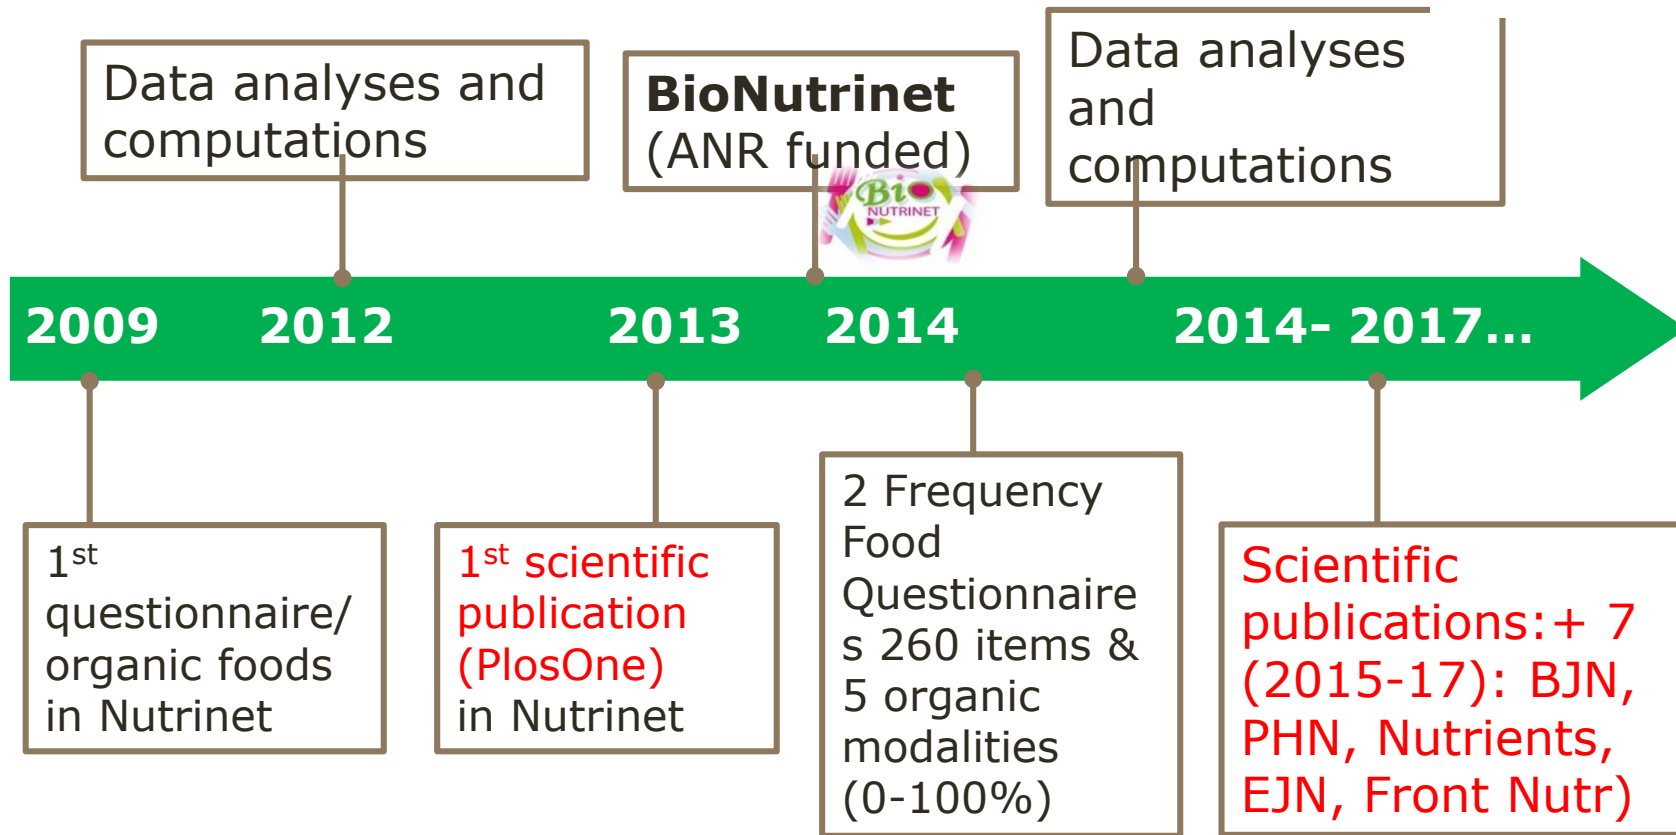 Data analyses and
computations
BioNutrinet
(ANR funded)
Bio
NUTRINET
Data analyses
and
computations
2009
2012
2013
2014
2014- 2017...
1st
questionnaire/
organic foods
in Nutrinet
1st scientific
publication
(PlosOne)
in Nutrinet
2 Frequency
Food
Questionnaire
s 260 items &
5 organic
modalities
(0-100%)
Scientific
publications:+ 7
(2015-17): BJN,
PHN, Nutrients,
EJN, Front Nutr)